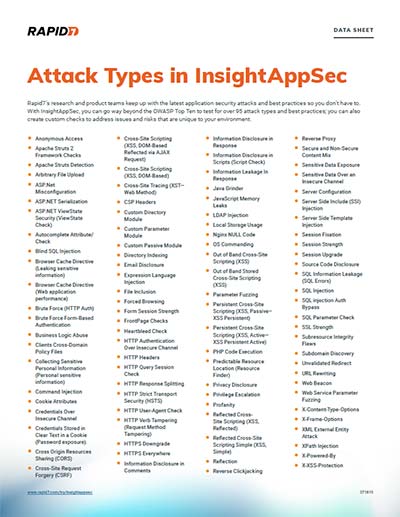 RAPID7
DATA SHEET
Attack Types in InsightAppSec
Rapid7's research and product teams keep up with the latest application security attacks and best practices so you don't have to.
With InsightAppSec, you can go way beyond the OWASP Top Ten to test for over 95 attack types and best practices; you can also
create custom checks to address issues and risks that are unique to your environment.
Anonymous Access
Apache Struts 2
Framework Checks
Apache Struts Detection
Arbitrary File Upload
ASP.Net
Misconfiguration
ASP.NET Serialization
ASP.NET ViewState
Security (ViewState
Check)
Autocomplete Attribute/
Check
Blind SQL Injection
Browser Cache Directive
(Leaking sensitive
information)
Browser Cache Directive
(Web application
performance)
Brute Force (HTTP Auth)
Brute Force Form-Based
Authentication
Business Logic Abuse
Clients Cross-Domain
Policy Files
Collecting Sensitive
Personal Information
(Personal sensitive
information)
Command Injection
Cookie Attributes
Credentials Over
Insecure Channel
Credentials Stored in
Clear Text in a Cookie
(Password exposure)
Cross Origin Resources
Sharing (CORS)
Cross-Site Request
Forgery (CSRF)
Cross-Site Scripting
(XSS, DOM-Based
Reflected via AJAX
Request)
Cross-Site Scripting
(XSS, DOM-Based)
Cross-Site Tracing (XST—
Web Method)
CSP Headers
Custom Directory
Module
Custom Parameter
Module
Custom Passive Module
Directory Indexing
Email Disclosure
Expression Language
Injection
File Inclusion
Forced Browsing
Form Session Strength
FrontPage Checks
Heartbleed Check
HTTP Authentication
Over Insecure Channel
HTTP Headers
HTTP Query Session
Check
HTTP Response Splitting
HTTP Strict Transport
Security (HSTS)
HTTP User-Agent Check
HTTP Verb Tampering
(Request Method
Tampering)
HTTPS Downgrade
HTTPS Everywhere
Information Disclosure in
Comments
Information Disclosure in
Response
Information Disclosure in
Scripts (Script Check)
Information Leakage In
Response
Java Grinder
JavaScript Memory
Leaks
LDAP Injection
Local Storage Usage
Nginx NULL Code
OS Commanding
Out of Band Cross-Site
Scripting (XSS)
Out of Band Stored
Cross-Site Scripting
(XSS)
Parameter Fuzzing
Persistent Cross-Site
Scripting (XSS, Passive—
XSS Persistent)
Persistent Cross-Site
Scripting (XSS, Active—
XSS Persistent Active)
PHP Code Execution
Predictable Resource
Location (Resource
Finder)
Privacy Disclosure
Privilege Escalation
Profanity
Reflected Cross-
Site Scripting (XSS,
Reflected)
Reflected Cross-Site
Scripting Simple (XSS,
Simple)
Reflection
Reverse Clickjacking
Reverse Proxy
Secure and Non-Secure
Content Mix
Sensitive Data Exposure
Sensitive Data Over an
Insecure Channel
Server Configuration
Server Side Include (SSI)
Injection
Server Side Template
Injection
Session Fixation
Session Strength
Session Upgrade
Source Code Disclosure
SQL Information Leakage
(SQL Errors)
SQL Injection
SQL injection Auth
Bypass
SQL Parameter Check
SSL Strength
Subresource Integrity
Flaws
Subdomain Discovery
Unvalidated Redirect
URL Rewriting
Web Beacon
Web Service Parameter
Fuzzing
X-Content-Type-Options
X-Frame-Options
XML External Entity
Attack
XPath Injection
X-Powered-By
X-XSS-Protection
www.rapid7.com/try/insightappsec